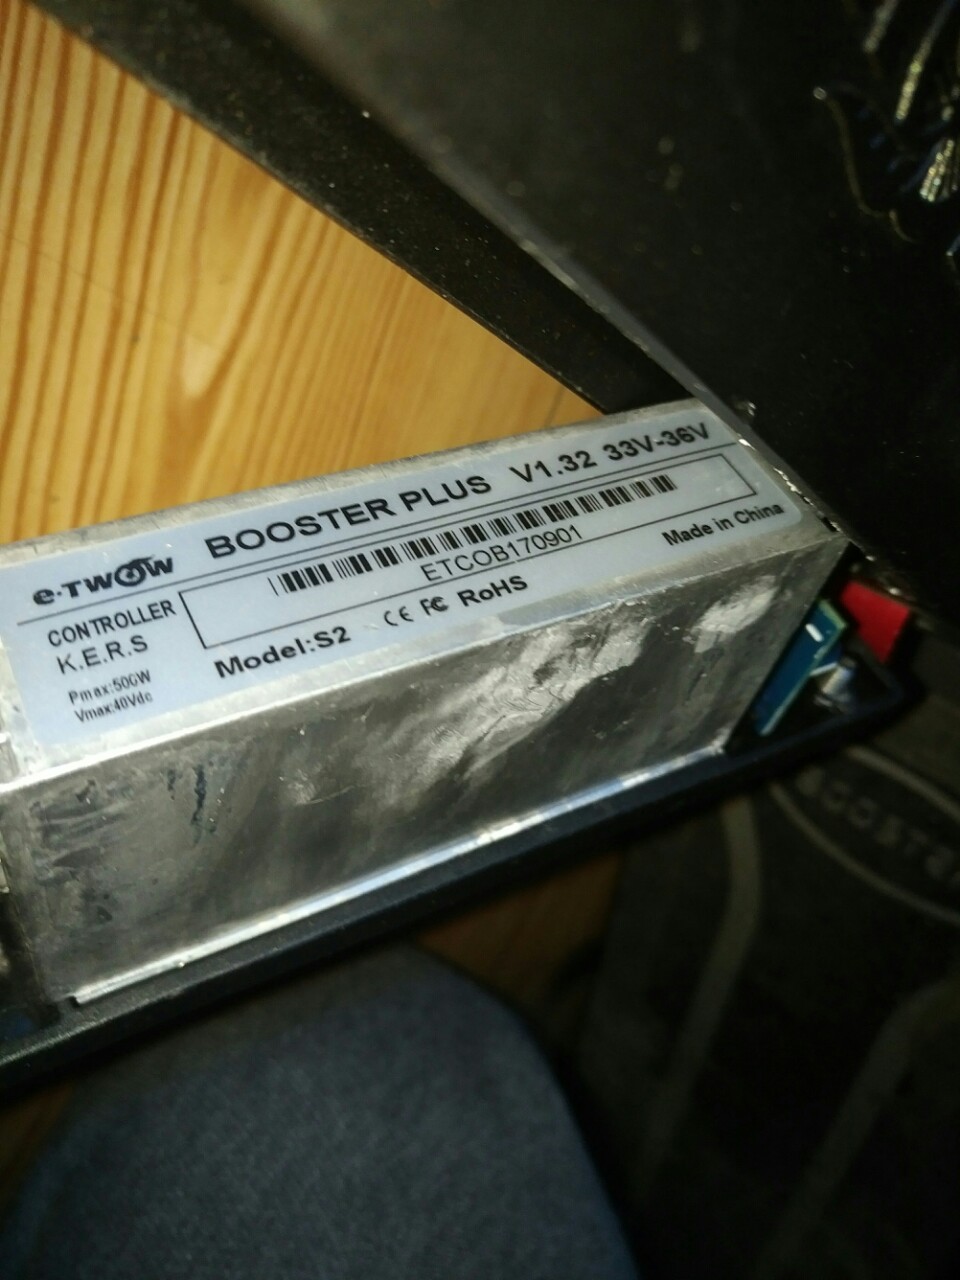 e-TWOW BOOSTER PLUS V1.32 33V-36V
CONTROLLER
K.E.R.S
Pmax:500W
Vmax:40Vdc
ETCOB170901
Model:S2 CE FC RoHS
Made in China
BOOSTER